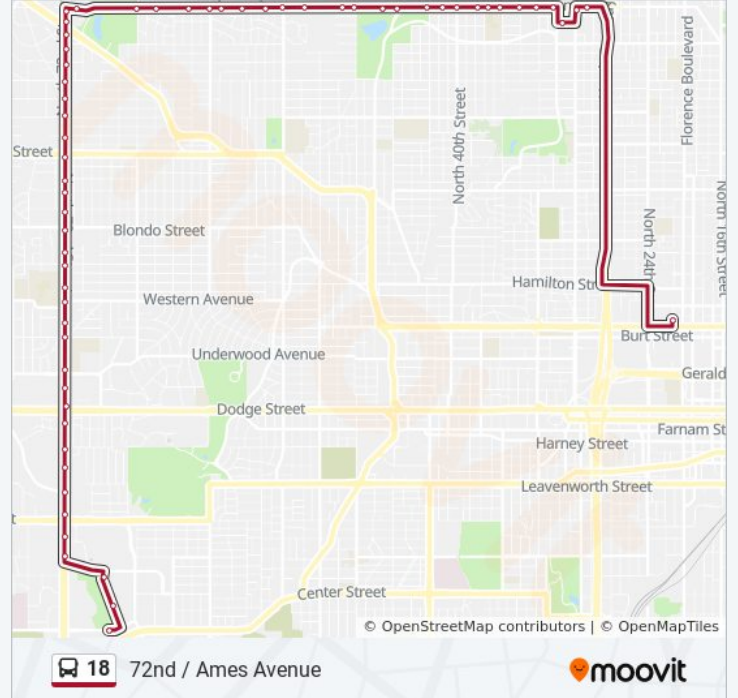 Florence Boulevard
North 40th Street
Street
North 16th Street
Blondo Street
North 24th
Hamilton Str
Western Avenue
Burt Street
Underwood Avenue
Gerald
Dodge Street
Farnam St
Harney Street
Leavenworth Street
t
Center Street
© OpenStreetMap contributors | © OpenMapTiles
18 72nd / Ames Avenue
moovit